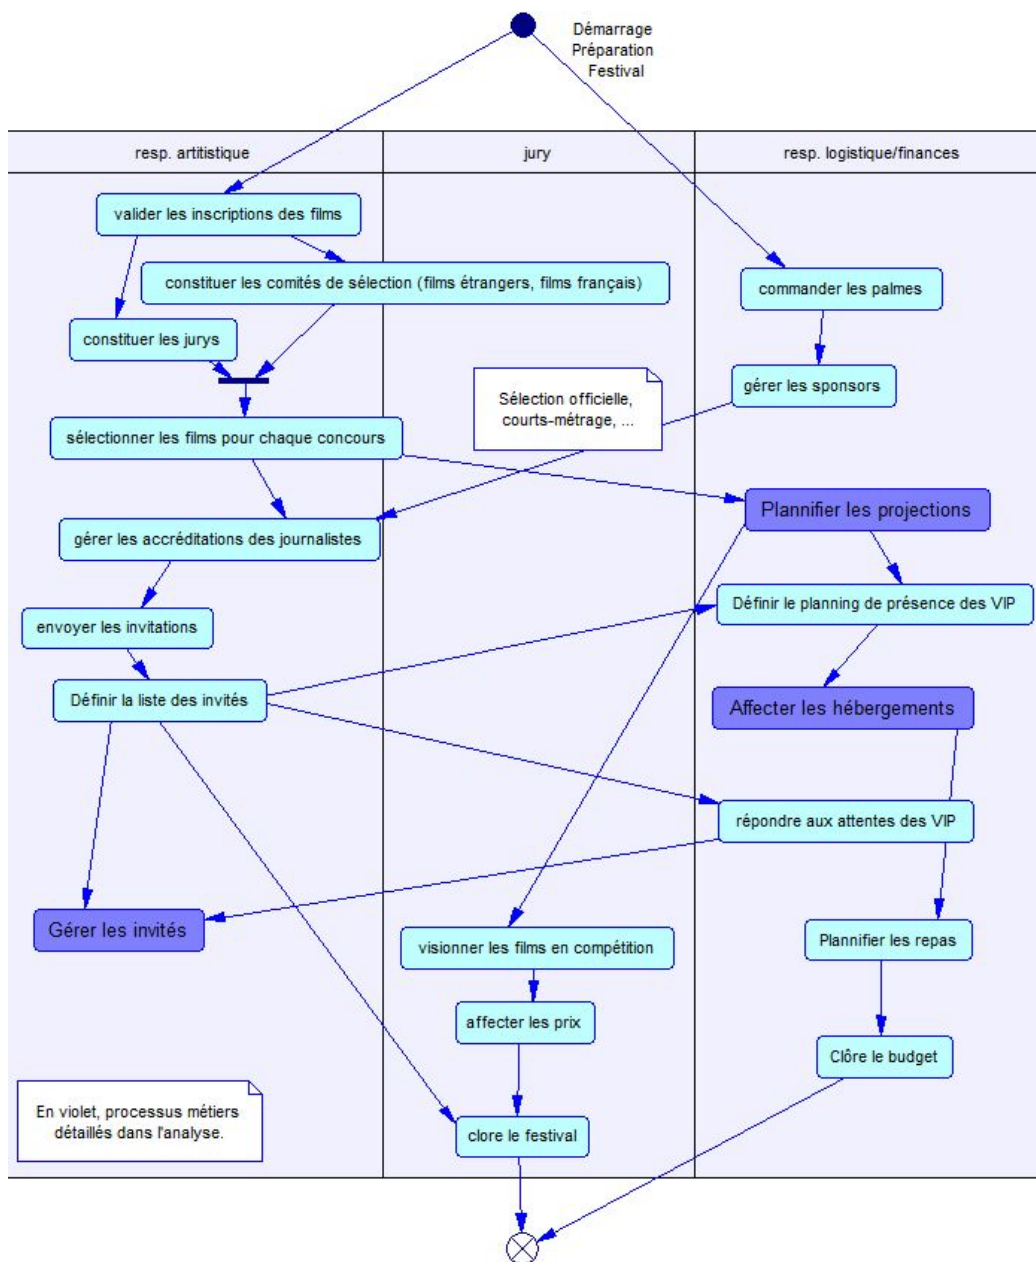 Démarrage
Préparation
Festival
resp. artitistique
jury
resp. logistique/finances
valider les inscriptions des films
constituer les comités de sélection (films étrangers, films français)
commander les palmes
constituer les jurys
gérer les sponsors
Sélection officielle,
courts-métrage, ...
sélectionner les films pour chaque concours
Plannifier les projections
gérer les accréditations des journalistes
Définir le planning de présence des VIP
envoyer les invitations
Définir la liste des invités
Affecter les hébergements
répondre aux attentes des VIP
Gérer les invités
visionner les films en compétition
Plannifier les repas
affecter les prix
Clôre le budget
En violet, processus métiers
détaillés dans l'analyse.
clore le festival